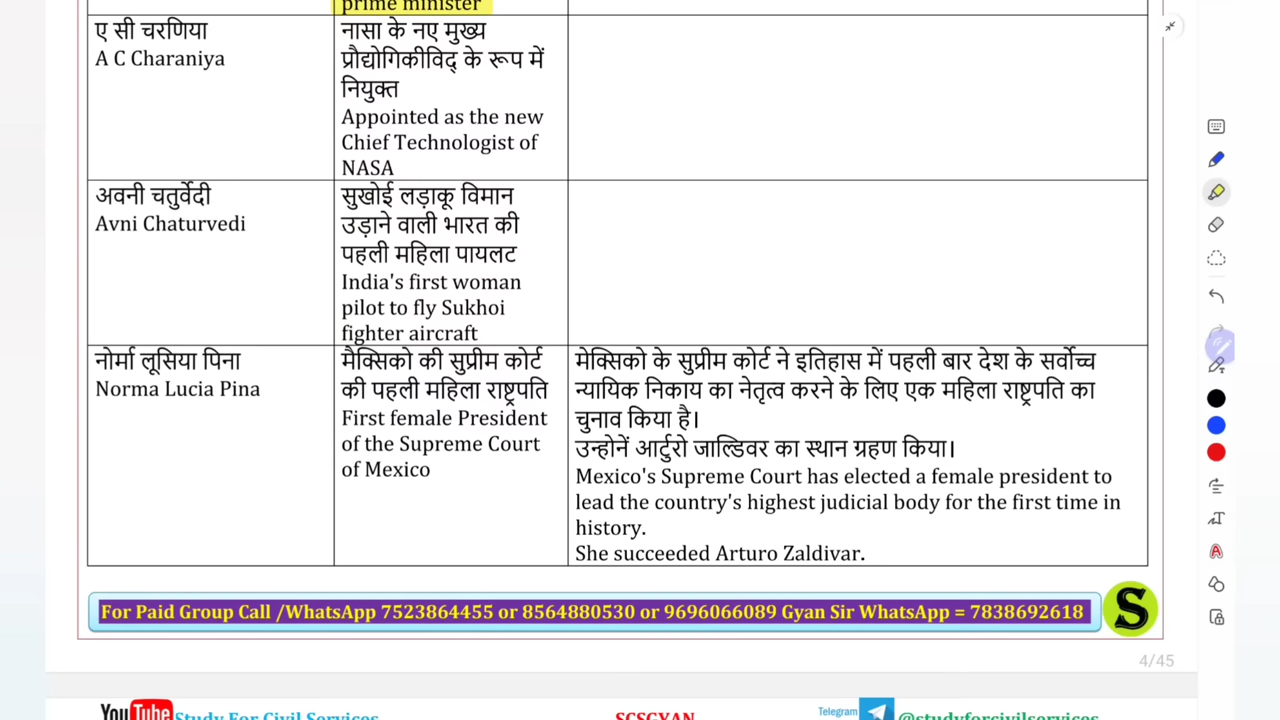 prime minister
ए सी चरणिया
A C Charaniya
नासा के नए मुख्य
प्रौद्योगिकीविद् के रूप में
नियुक्त
Appointed as the new
Chief Technologist of
NASA
अवनी चतुर्वेदी
Avni Chaturvedi
सुखोई लड़ाकू विमान
उड़ाने वाली भारत की
पहली महिला पायलट
India's first woman
pilot to fly Sukhoi
fighter aircraft
नोर्मा लूसिया पिना
Norma Lucia Pina
मैक्सिको की सुप्रीम कोर्ट
की पहली महिला राष्ट्रपति
First female President
of the Supreme Court
of Mexico
मेक्सिको के सुप्रीम कोर्ट ने इतिहास में पहली बार देश के सर्वोच्च
न्यायिक निकाय का नेतृत्व करने के लिए एक महिला राष्ट्रपति का
चुनाव किया है।
उन्होनें आर्टुरो जाल्डिवर का स्थान ग्रहण किया।
Mexico's Supreme Court has elected a female president to
lead the country's highest judicial body for the first time in
history.
She succeeded Arturo Zaldivar.
For Paid Group Call /WhatsApp 7523864455 or 8564880530 or 9696066089 Gyan Sir WhatsApp = 7838692618
S
4/45
YouTube Study For Civil Services
SCSGYAN
Telegram @studyforcivilservices